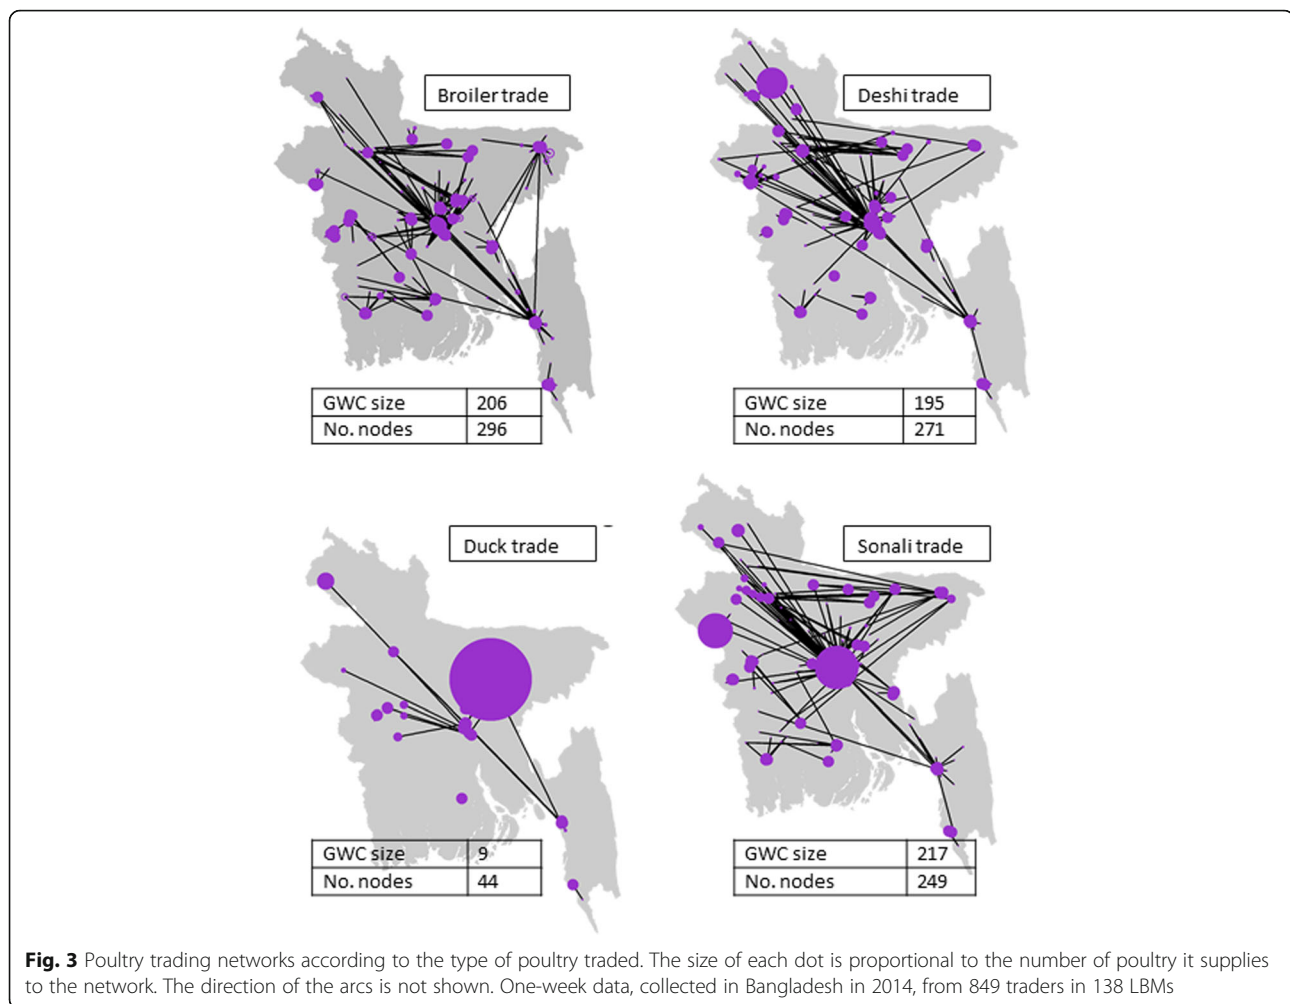 Broiler trade
GWC size 206
No. nodes 296
Deshi trade
GWC size 195
No. nodes 271
Duck trade
GWC size 9
No. nodes 44
Sonali trade
GWC size 217
No. nodes 249
Fig. 3 Poultry trading networks according to the type of poultry traded. The size of each dot is proportional to the number of poultry it supplies
to the network. The direction of the arcs is not shown. One-week data, collected in Bangladesh in 2014, from 849 traders in 138 LBMs